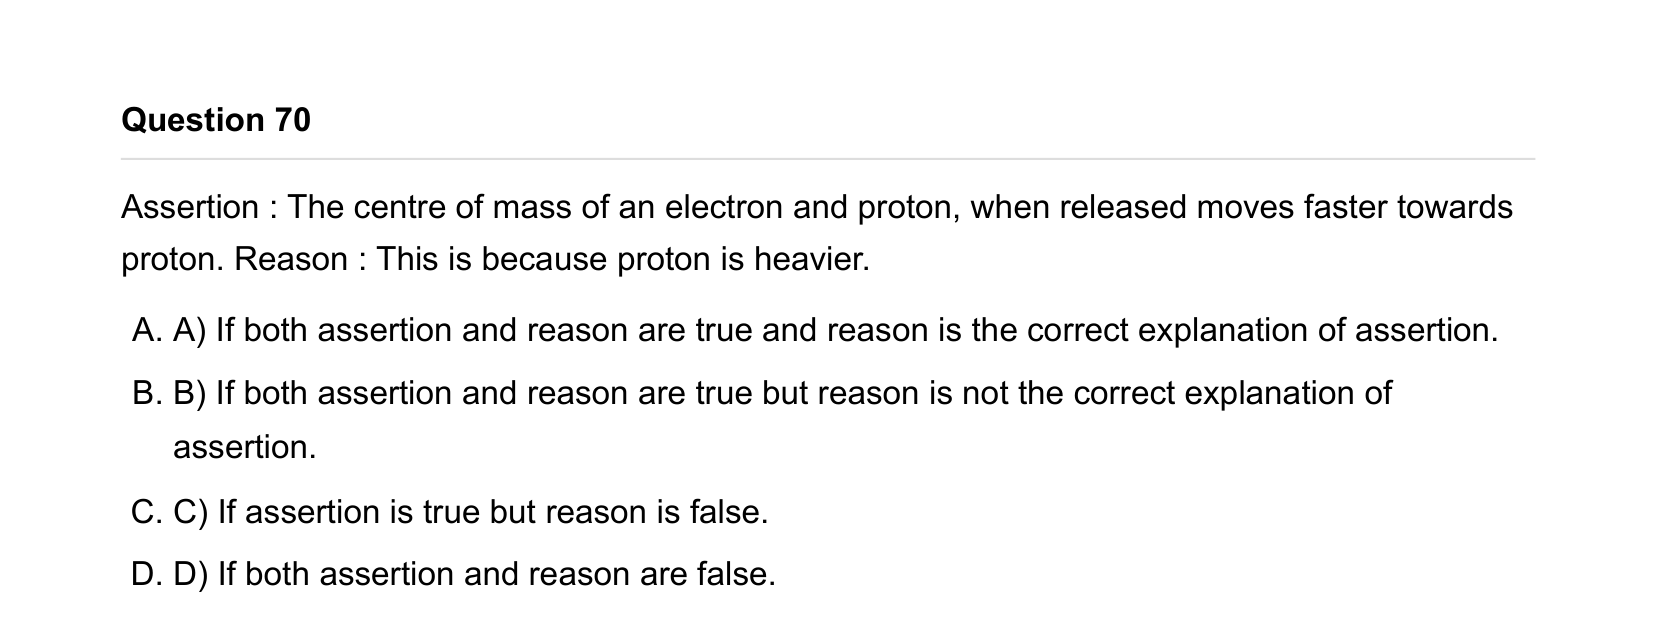 Question 70
Assertion : The centre of mass of an electron and proton, when released moves faster towards
proton. Reason : This is because proton is heavier.
A. A) If both assertion and reason are true and reason is the correct explanation of assertion.
B. B) If both assertion and reason are true but reason is not the correct explanation of
assertion.
C. C) If assertion is true but reason is false.
D. D) If both assertion and reason are false.